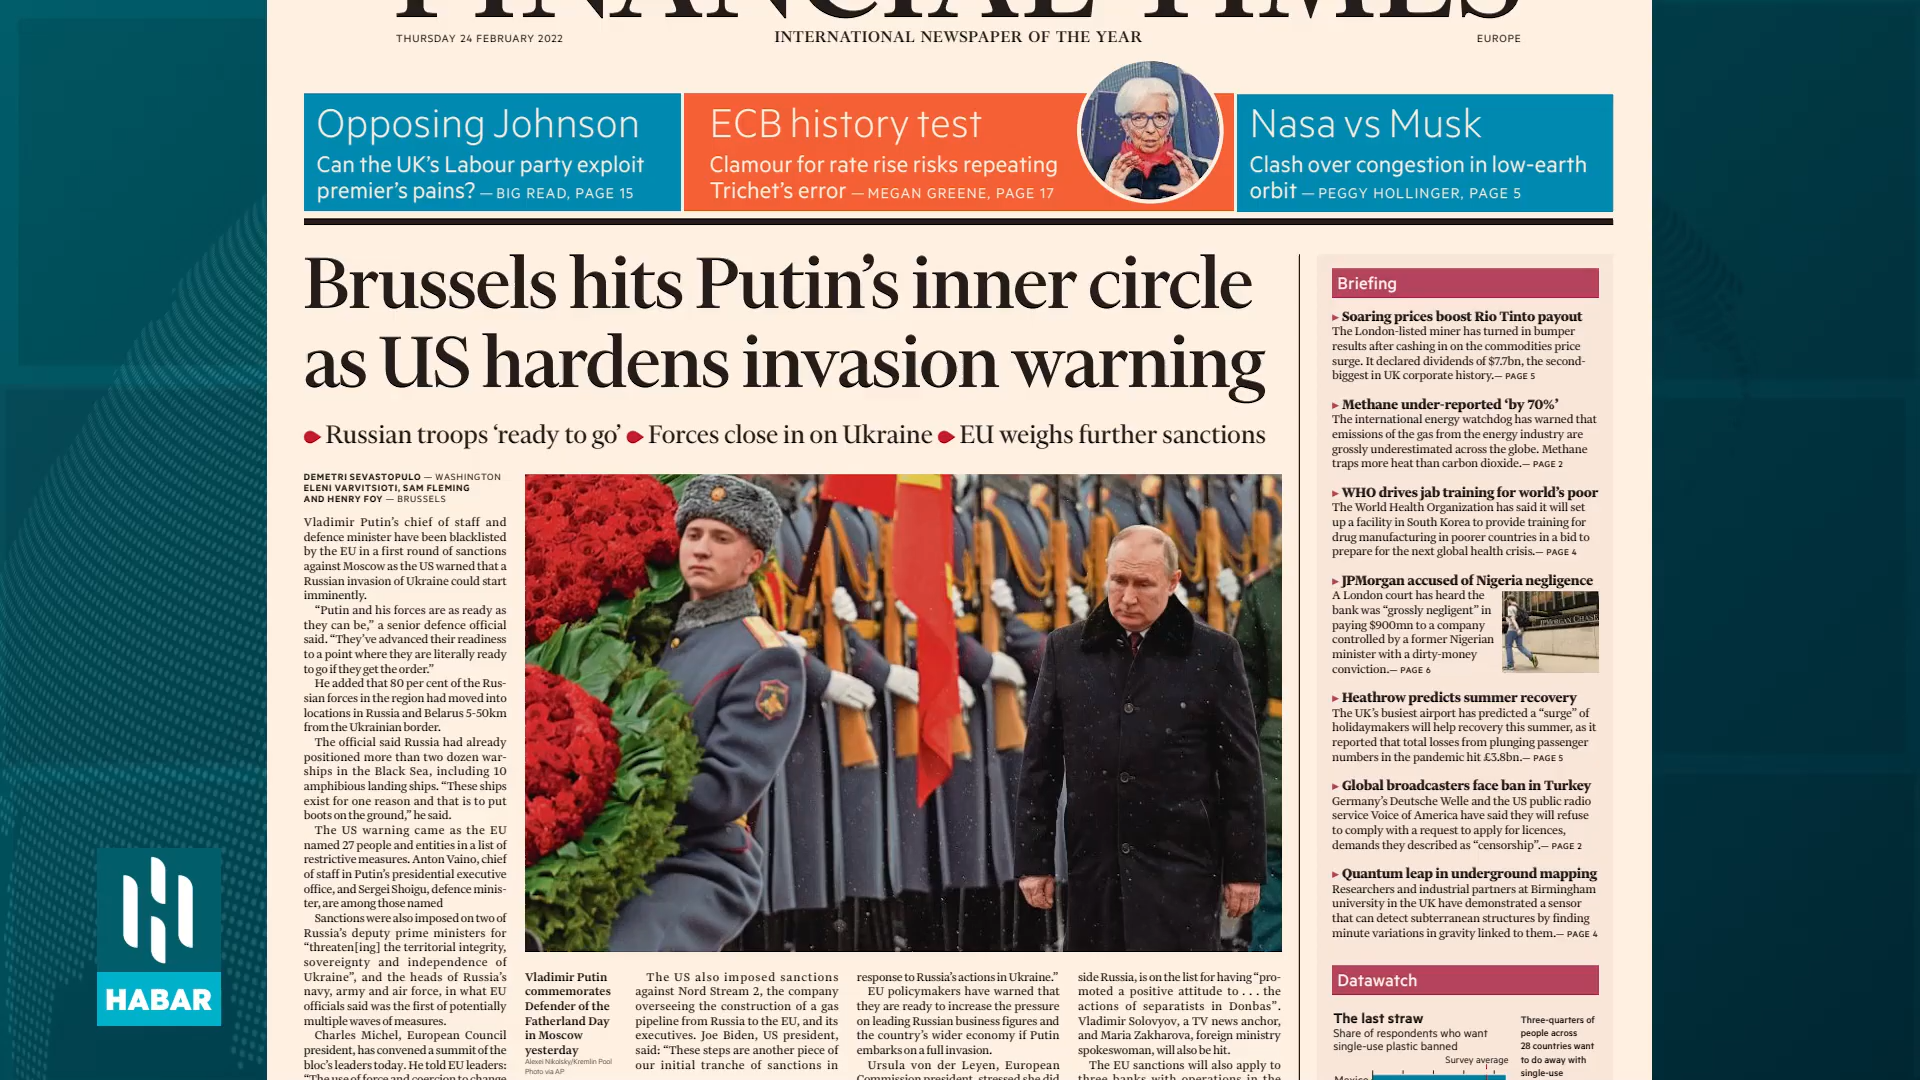 FINANCIAL TIMES
THURSDAY 24 FEBRUARY 2022
INTERNATIONAL NEWSPAPER OF THE YEAR
EUROPE
Opposing Johnson
Can the UK's Labour party exploit
premier's pains? — BIG READ, PAGE 15
ECB history test
Clamour for rate rise risks repeating
Trichet's error — MEGAN GREENE, PAGE 17
Nasa vs Musk
Clash over congestion in low-earth
orbit — PEGGY HOLLINGER, PAGE 5
Brussels hits Putin's inner circle
as US hardens invasion warning
Russian troops 'ready to go' Forces close in on Ukraine EU weighs further sanctions
DEMETRI SEVASTOPULO — WASHINGTON
ELENI VARVITSIOTI, SAM FLEMING
AND HENRY FOY — BRUSSELS
Vladimir Putin's chief of staff and
defence minister have been blacklisted
by the EU in a first round of sanctions
against Moscow as the US warned that a
Russian invasion of Ukraine could start
imminently.
"Putin and his forces are as ready as
they can be," a senior defence official
said. "They've advanced their readiness
to a point where they are literally ready
to go if they get the order."
He added that 80 per cent of the Rus-
sian forces in the region had moved into
locations in Russia and Belarus 5-50km
from the Ukrainian border.
The official said Russia had already
positioned more than two dozen war-
ships in the Black Sea, including 10
amphibious landing ships. "These ships
exist for one reason and that is to put
boots on the ground," he said.
The US warning came as the EU
named 27 people and entities in a list of
restrictive measures. Anton Vaino, chief
of staff in Putin's presidential executive
office, and Sergei Shoigu, defence minis-
ter, are among those named
Sanctions were also imposed on two of
Russia's deputy prime ministers for
"threaten[ing] the territorial integrity,
sovereignty and independence of
Ukraine", and the heads of Russia's
navy, army and air force, in what EU
officials said was the first of potentially
multiple waves of measures.
Charles Michel, European Council
president, has convened a summit of the
bloc's leaders today. He told EU leaders:
"The use of force and coercion to change
Vladimir Putin
commemorates
Defender of the
Fatherland Day
in Moscow
yesterday
Alexei Nikolsky/Kremlin Pool
Photo via AP
The US also imposed sanctions
against Nord Stream 2, the company
overseeing the construction of a gas
pipeline from Russia to the EU, and its
executives. Joe Biden, US president,
said: "These steps are another piece of
our initial tranche of sanctions in
response to Russia's actions in Ukraine."
EU policymakers have warned that
they are ready to increase the pressure
on leading Russian business figures and
the country's wider economy if Putin
embarks on a full invasion.
Ursula von der Leyen, European
Commission president, stressed she did
side Russia, is on the list for having "pro-
moted a positive attitude to . . . the
actions of separatists in Donbas".
Vladimir Solovyov, a TV news anchor,
and Maria Zakharova, foreign ministry
spokeswoman, will also be hit.
The EU sanctions will also apply to
three banks with operations in the
Briefing
Soaring prices boost Rio Tinto payout
The London-listed miner has turned in bumper
results after cashing in on the commodities price
surge. It declared dividends of $7.7bn, the second-
biggest in UK corporate history.— PAGE 5
Methane under-reported 'by 70%'
The international energy watchdog has warned that
emissions of the gas from the energy industry are
grossly underestimated across the globe. Methane
traps more heat than carbon dioxide.— PAGE 2
WHO drives jab training for world's poor
The World Health Organization has said it will set
up a facility in South Korea to provide training for
drug manufacturing in poorer countries in a bid to
prepare for the next global health crisis.— PAGE 4
JPMorgan accused of Nigeria negligence
A London court has heard the
bank was "grossly negligent" in
paying $900mn to a company
controlled by a former Nigerian
minister with a dirty-money
conviction.— PAGE 6
JPMORGAN CHASE
Heathrow predicts summer recovery
The UK's busiest airport has predicted a "surge" of
holidaymakers will help recovery this summer, as it
reported that total losses from plunging passenger
numbers in the pandemic hit £3.8bn.— PAGE 5
Global broadcasters face ban in Turkey
Germany's Deutsche Welle and the US public radio
service Voice of America have said they will refuse
to comply with a request to apply for licences,
demands they described as "censorship".— PAGE 2
Quantum leap in underground mapping
Researchers and industrial partners at Birmingham
university in the UK have demonstrated a sensor
that can detect subterranean structures by finding
minute variations in gravity linked to them.— PAGE 4
Datawatch
The last straw
Share of respondents who want
single-use plastic banned
Survey average
Mexico
Three-quarters of
people across
28 countries want
to do away with
single-use
HABAR